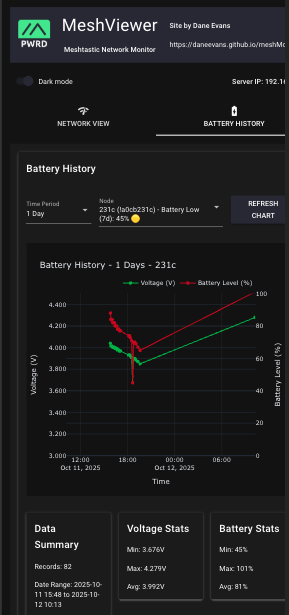 PWRD
MeshViewer
Meshtastic Network Monitor
Site by Dane Evans
https://daneevans.github.io/meshMo
Dark mode
Server IP: 192.16
NETWORK VIEW
BATTERY HISTORY
Battery History
Time Period
1 Day
Node
231c (!a0cb231c) - Battery Low
(7d): 45% 🟡
REFRESH
CHART
Battery History - 1 Days - 231c
Voltage (V)
Battery Level (%)
4.400
4.200
4.000
3.800
3.600
3.400
3.200
3.000
Voltage (V)
100
80
60
40
20
0
Battery Level (%)
12:00
Oct 11, 2025
18:00
00:00
Oct 12, 2025
06:00
Time
Data
Summary
Records: 82
Date Range: 2025-10-
11 15:48 to 2025-10-
12 10:13
Voltage Stats
Min: 3.676V
Max: 4.279V
Avg: 3.992V
Battery Stats
Min: 45%
Max: 101%
Avg: 81%